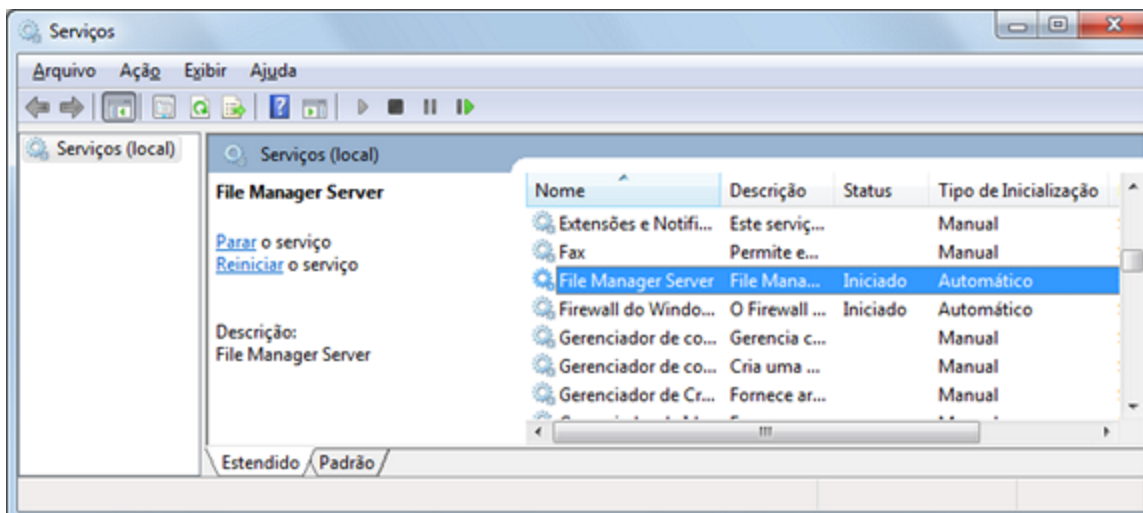 Serviços
Arquivo Ação Exibir Ajuda
Serviços (local)
Serviços (local)
File Manager Server
Parar o serviço
Reiniciar o serviço
Descrição:
File Manager Server
Nome Descrição Status Tipo de Inicialização
Extensões e Notifi... Este serviç... Manual
Fax Permite e... Manual
File Manager Server File Mana... Iniciado Automático
Firewall do Windo... O Firewall ... Iniciado Automático
Gerenciador de co... Gerencia c... Manual
Gerenciador de co... Cria uma ... Manual
Gerenciador de Cr... Fornece ar... Manual
Estendido Padrão